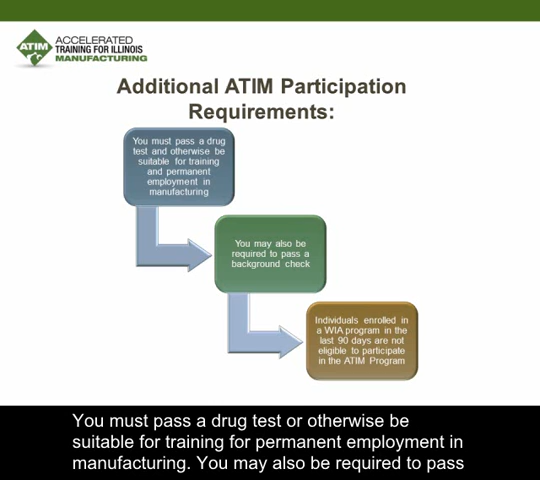 ATIM
ACCELERATED
TRAINING FOR ILLINOIS
MANUFACTURING
Additional ATIM Participation
Requirements:
You must pass a drug
test and otherwise be
suitable for training
and permanent
employment in
manufacturing
You may also be
required to pass a
background check
Individuals enrolled in
a WIA program in the
last 90 days are not
eligible to participate
in the ATIM Program
You must pass a drug test or otherwise be
suitable for training for permanent employment in
manufacturing. You may also be required to pass